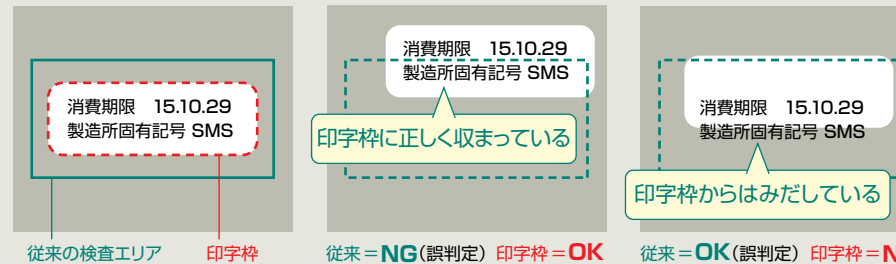 消費期限 15.10.29
製造所固有記号 SMS
従来の検査エリア
印字枠
消費期限 15.10.29
製造所固有記号 SMS
印字枠に正しく収まっている
従来=NG(誤判定) 印字枠=OK
消費期限 15.10.29
製造所固有記号 SMS
印字枠からはみだしている
従来=OK(誤判定) 印字枠=N